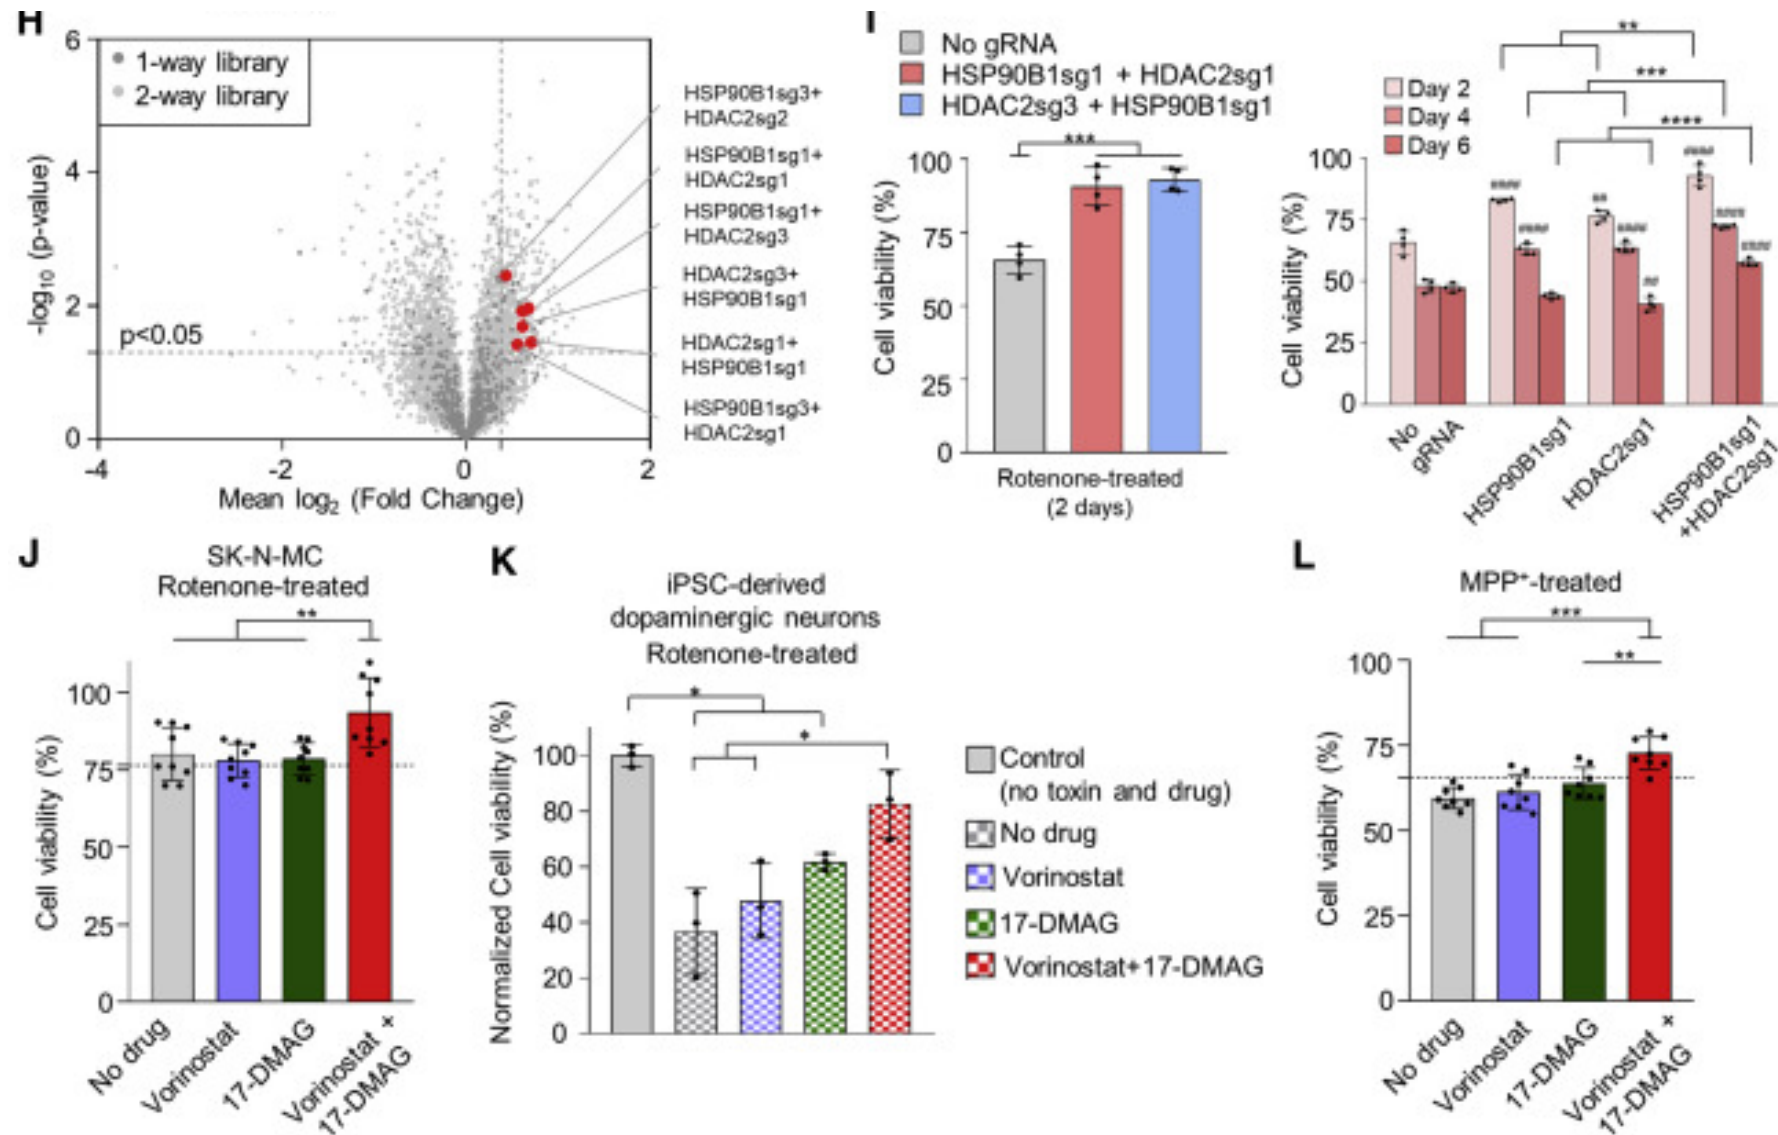 H
6
4
2
0
-log10 (p-value)
1-way library
2-way library
p<0.05
-4
-2
0
2
Mean log2 (Fold Change)
HSP90B1sg3+
HDAC2sg2
HSP90B1sg1+
HDAC2sg1
HSP90B1sg1+
HDAC2sg3
HDAC2sg3+
HSP90B1sg1
HDAC2sg1+
HSP90B1sg1
HSP90B1sg3+
HDAC2sg1
I
No gRNA
HSP90B1sg1 + HDAC2sg1
HDAC2sg3 + HSP90B1sg1
***
100
75
50
25
0
Cell viability (%)
Rotenone-treated
(2 days)
**
***
****
Day 2
Day 4
Day 6
100
75
50
25
0
Cell viability (%)
####
####
##
####
##
####
####
####
No
gRNA
HSP90B1sg1
HDAC2sg1
HSP90B1sg1
+HDAC2sg1
J
SK-N-MC
Rotenone-treated
**
100
75
50
25
0
Cell viability (%)
No drug
Vorinostat
17-DMAG
Vorinostat +
17-DMAG
K
iPSC-derived
dopaminergic neurons
Rotenone-treated
*
*
100
80
60
40
20
0
Normalized Cell viability (%)
Control
(no toxin and drug)
No drug
Vorinostat
17-DMAG
Vorinostat+17-DMAG
L
MPP+-treated
***
**
100
75
50
25
0
Cell viability (%)
No drug
Vorinostat
17-DMAG
Vorinostat +
17-DMAG